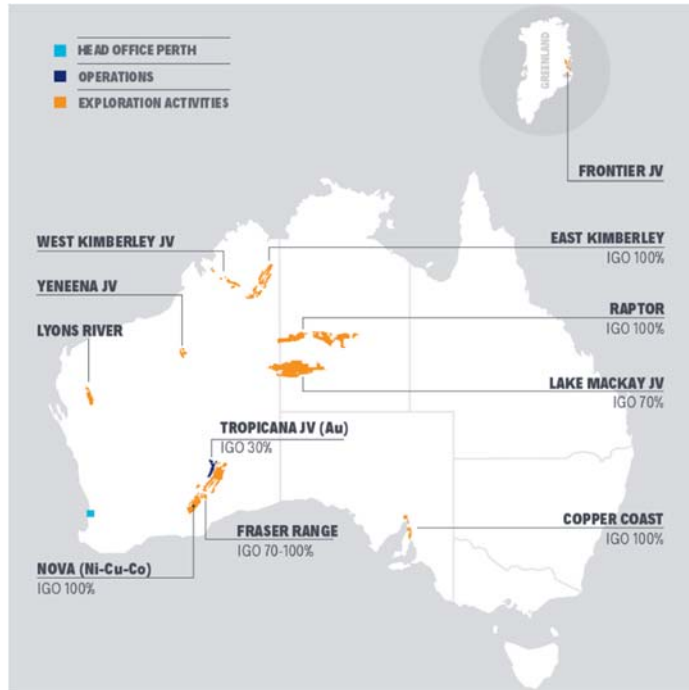 HEAD OFFICE PERTH
OPERATIONS
EXPLORATION ACTIVITIES
GREENLAND
FRONTIER JV
WEST KIMBERLEY JV
EAST KIMBERLEY
IGO 100%
YENEENA JV
RAPTOR
IGO 100%
LYONS RIVER
LAKE MACKAY JV
IGO 70%
TROPICANA JV (Au)
IGO 30%
FRASER RANGE
IGO 70-100%
COPPER COAST
IGO 100%
NOVA (Ni-Cu-Co)
IGO 100%